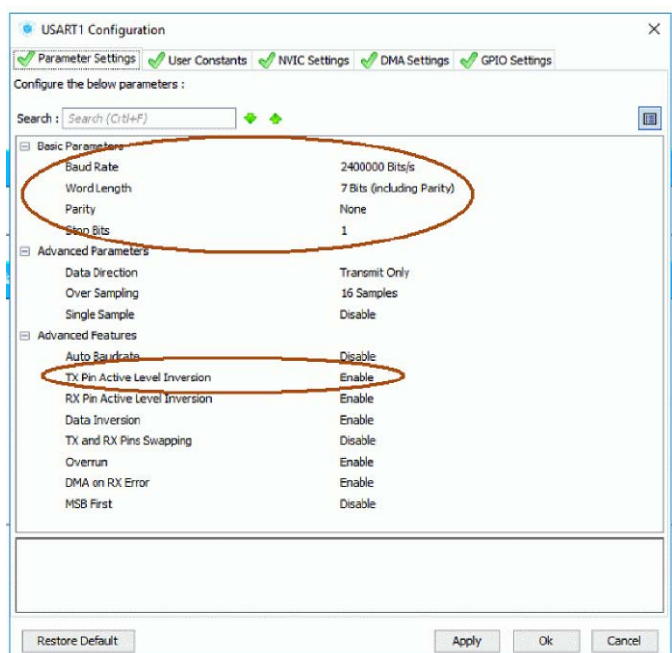 USART1 Configuration
Parameter Settings User Constants NVIC Settings DMA Settings GPIO Settings
Configure the below parameters :
Search : Search (Crtl+F)
Basic Parameters
Baud Rate 2400000 Bits/s
Word Length 7 Bits (including Parity)
Parity None
Stop Bits 1
Advanced Parameters
Data Direction Transmit Only
Over Sampling 16 Samples
Single Sample Disable
Advanced Features
Auto Baudrate Disable
TX Pin Active Level Inversion Enable
RX Pin Active Level Inversion Enable
Data Inversion Enable
TX and RX Pins Swapping Disable
Overrun Enable
DMA on RX Error Enable
MSB First Disable
Restore Default Apply Ok Cancel